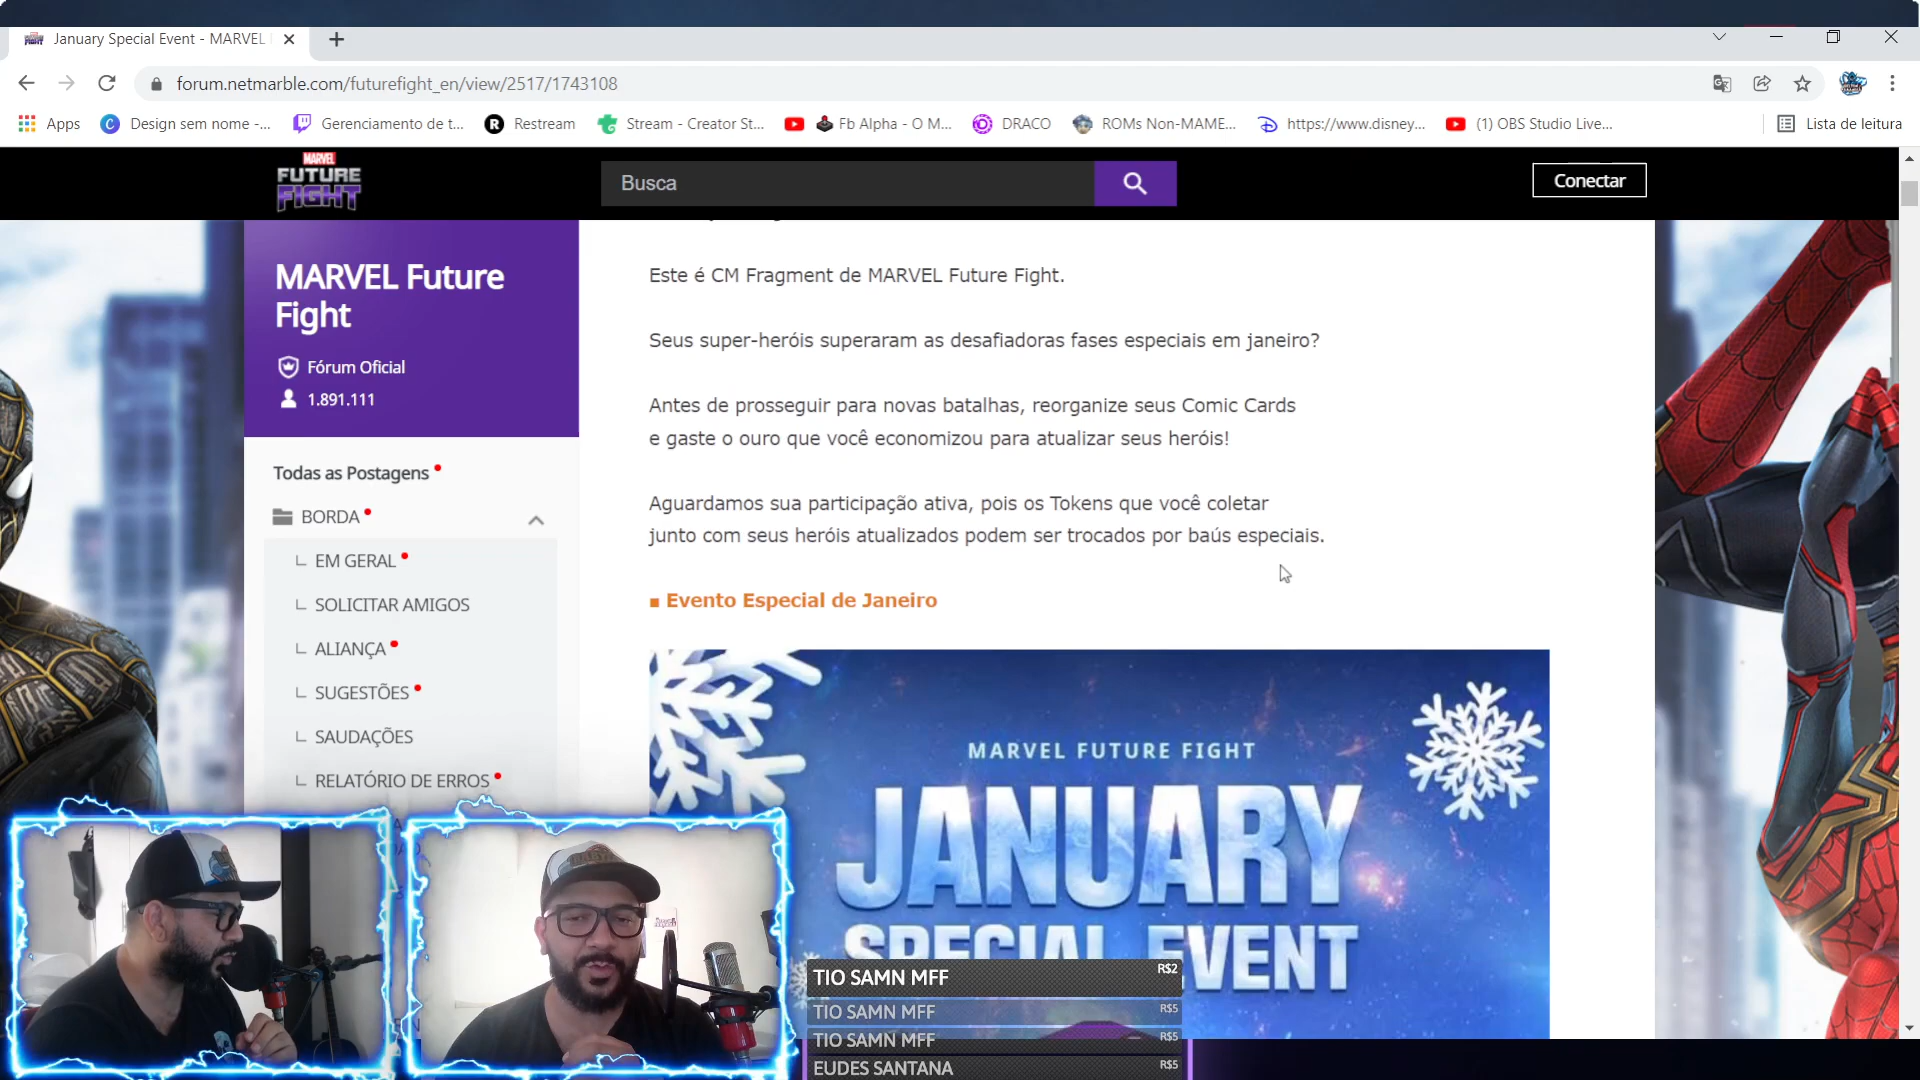 January Special Event - MARVEL
forum.netmarble.com/futurefight_en/view/2517/1743108
Apps
Design sem nome -...
Gerenciamento de t...
Restream
Stream - Creator St...
Fb Alpha - O M...
DRACO
ROMs Non-MAME...
https://www.disney...
(1) OBS Studio Live...
Lista de leitura
MARVEL
FUTURE
FIGHT
Busca
Conectar
MARVEL Future
Fight
Fórum Oficial
1.891.111
Todas as Postagens
BORDA
EM GERAL
SOLICITAR AMIGOS
ALIANÇA
SUGESTÕES
SAUDAÇÕES
RELATÓRIO DE ERROS
Este é CM Fragment de MARVEL Future Fight.
Seus super-heróis superaram as desafiadoras fases especiais em janeiro?
Antes de prosseguir para novas batalhas, reorganize seus Comic Cards
e gaste o ouro que você economizou para atualizar seus heróis!
Aguardamos sua participação ativa, pois os Tokens que você coletar
junto com seus heróis atualizados podem ser trocados por baús especiais.
■ Evento Especial de Janeiro
MARVEL FUTURE FIGHT
JANUARY
SPECIAL EVENT
TIO SAMN MFF R$2
TIO SAMN MFF R$5
TIO SAMN MFF R$5
EUDES SANTANA R$5